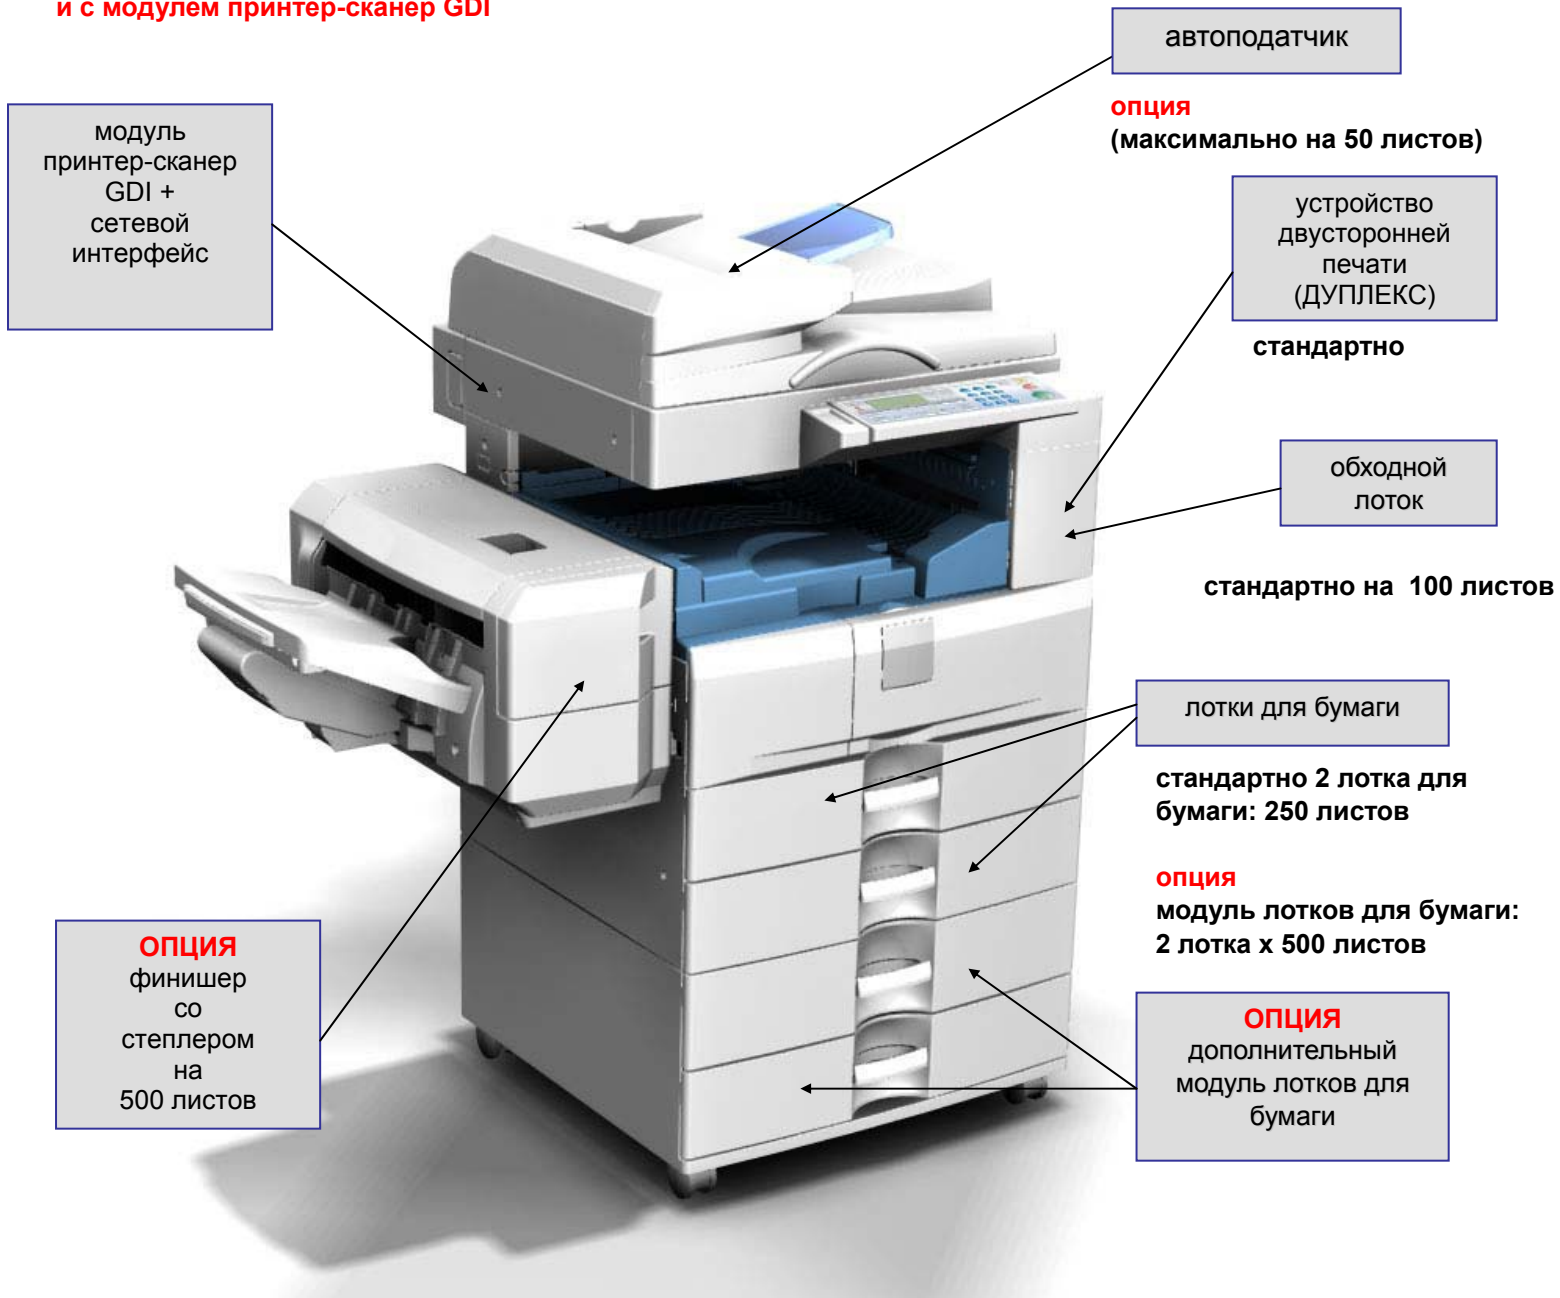 и с модулем принтер-сканер GDI
автоподатчик
опция
(максимально на 50 листов)
модуль
принтер-сканер
GDI +
сетевой
интерфейс
устройство
двусторонней
печати
(ДУПЛЕКС)
стандартно
обходной
лоток
стандартно на 100 листов
лотки для бумаги
стандартно 2 лотка для
бумаги: 250 листов
опция
модуль лотков для бумаги:
2 лотка х 500 листов
ОПЦИЯ
финишер
со
степлером
на
500 листов
ОПЦИЯ
дополнительный
модуль лотков для
бумаги